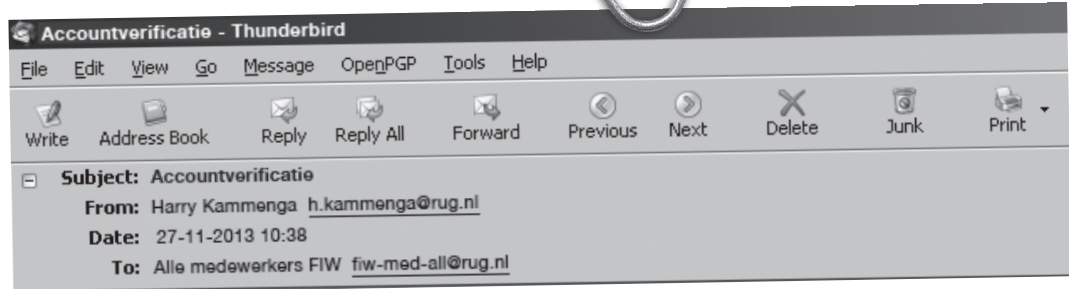 Accountverificatie - Thunderbird
File Edit View Go Message OpenPGP Tools Help
Write Address Book Reply Reply All Forward Previous Next Delete Junk Print
Subject: Accountverificatie
From: Harry Kammenga h.kammenga@rug.nl
Date: 27-11-2013 10:38
To: Alle medewerkers FIW fiw-med-all@rug.nl